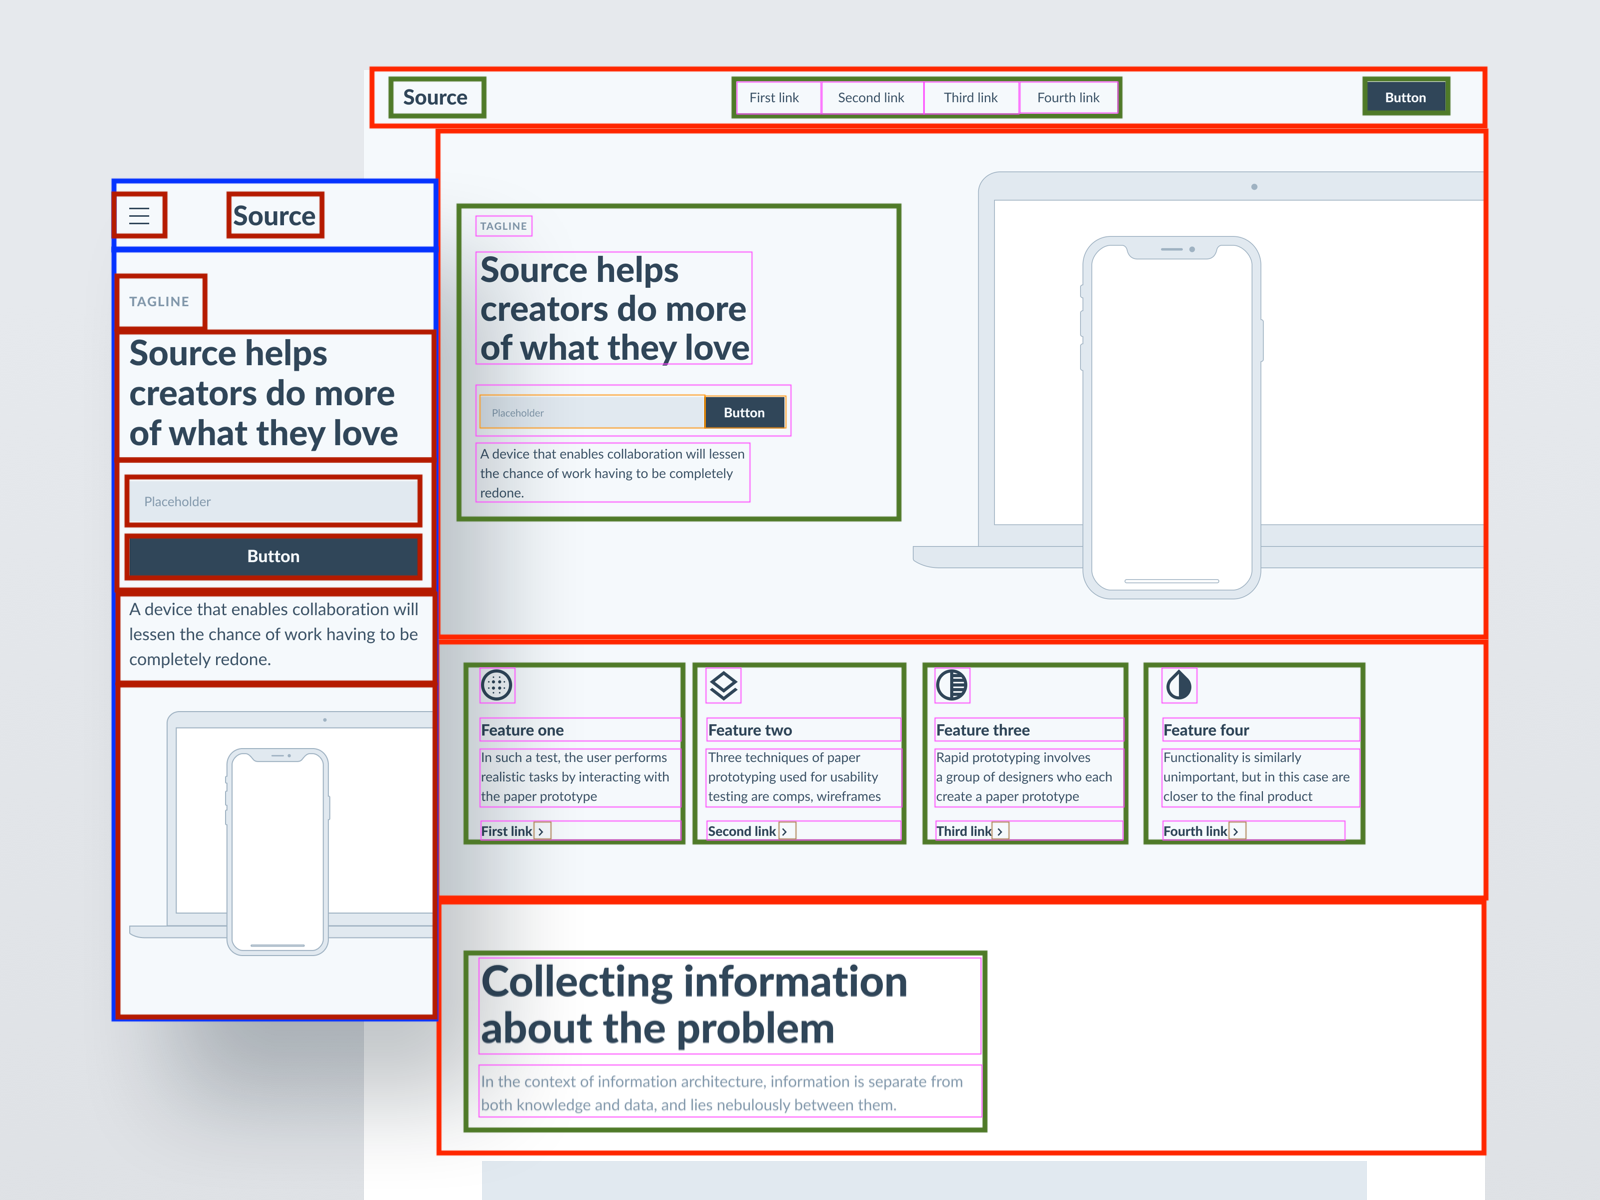 Source
First link
Second link
Third link
Fourth link
Button
Source
TAGLINE
Source helps
creators do more
of what they love
Placeholder
Button
A device that enables collaboration will
lessen the chance of work having to be
completely redone.
TAGLINE
Source helps
creators do more
of what they love
Placeholder
Button
A device that enables collaboration will lessen
the chance of work having to be completely
redone.
Feature one
In such a test, the user performs
realistic tasks by interacting with
the paper prototype
First link
Feature two
Three techniques of paper
prototyping used for usability
testing are comps, wireframes
Second link
Feature three
Rapid prototyping involves
a group of designers who each
create a paper prototype
Third link
Feature four
Functionality is similarly
unimportant, but in this case are
closer to the final product
Fourth link
Collecting information
about the problem
In the context of information architecture, information is separate from
both knowledge and data, and lies nebulously between them.